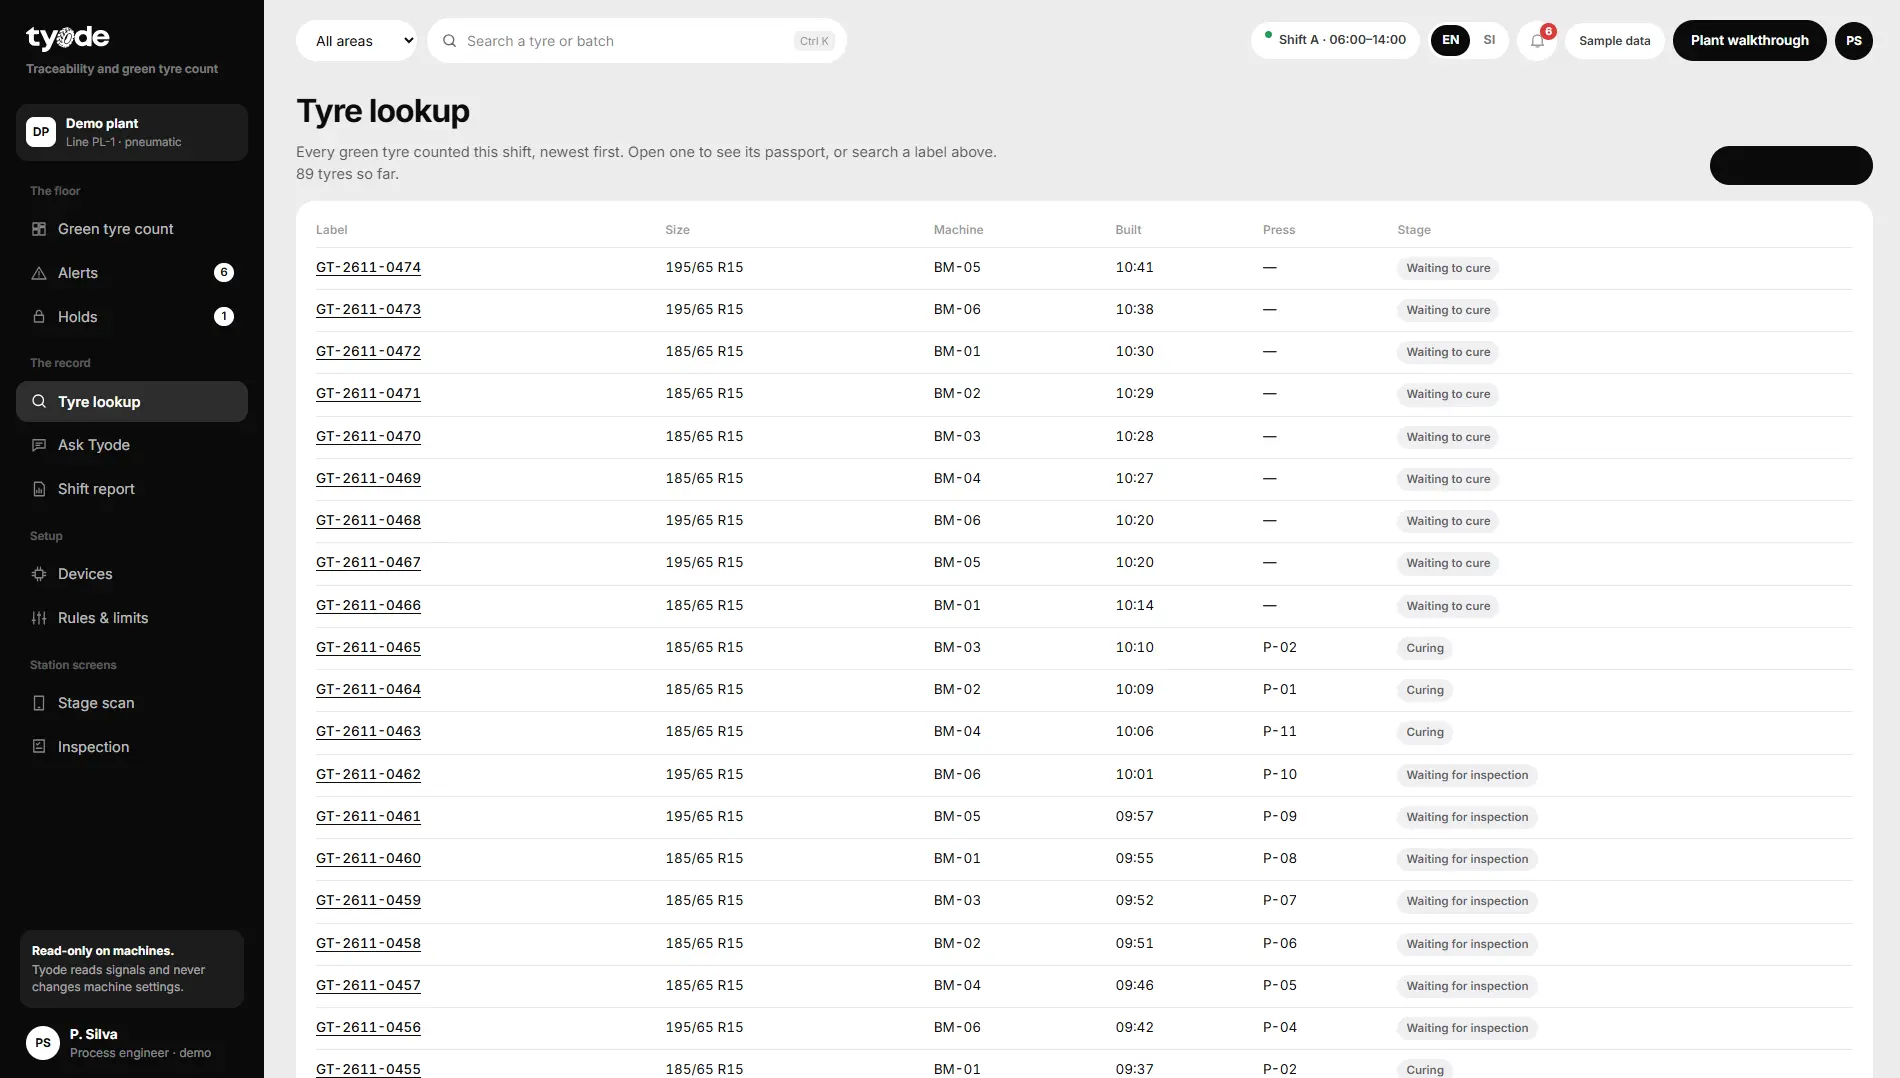 tyode
Traceability and green tyre count
DP
Demo plant
Line PL-1 · pneumatic
The floor
Green tyre count
Alerts 6
Holds 1
The record
Tyre lookup
Ask Tyode
Shift report
Setup
Devices
Rules & limits
Station screens
Stage scan
Inspection
Read-only on machines.
Tyode reads signals and never
changes machine settings.
PS
P. Silva
Process engineer · demo
All areas
Search a tyre or batch Ctrl K
Shift A · 06:00–14:00
EN SI
6
Sample data
Plant walkthrough
PS
Tyre lookup
Every green tyre counted this shift, newest first. Open one to see its passport, or search a label above.
89 tyres so far.
Label Size Machine Built Press Stage
GT-2611-0474 195/65 R15 BM-05 10:41 — Waiting to cure
GT-2611-0473 195/65 R15 BM-06 10:38 — Waiting to cure
GT-2611-0472 185/65 R15 BM-01 10:30 — Waiting to cure
GT-2611-0471 185/65 R15 BM-02 10:29 — Waiting to cure
GT-2611-0470 185/65 R15 BM-03 10:28 — Waiting to cure
GT-2611-0469 185/65 R15 BM-04 10:27 — Waiting to cure
GT-2611-0468 195/65 R15 BM-06 10:20 — Waiting to cure
GT-2611-0467 195/65 R15 BM-05 10:20 — Waiting to cure
GT-2611-0466 185/65 R15 BM-01 10:14 — Waiting to cure
GT-2611-0465 185/65 R15 BM-03 10:10 P-02 Curing
GT-2611-0464 185/65 R15 BM-02 10:09 P-01 Curing
GT-2611-0463 185/65 R15 BM-04 10:06 P-11 Curing
GT-2611-0462 195/65 R15 BM-06 10:01 P-10 Waiting for inspection
GT-2611-0461 195/65 R15 BM-05 09:57 P-09 Waiting for inspection
GT-2611-0460 185/65 R15 BM-01 09:55 P-08 Waiting for inspection
GT-2611-0459 185/65 R15 BM-03 09:52 P-07 Waiting for inspection
GT-2611-0458 185/65 R15 BM-02 09:51 P-06 Waiting for inspection
GT-2611-0457 185/65 R15 BM-04 09:46 P-05 Waiting for inspection
GT-2611-0456 195/65 R15 BM-06 09:42 P-04 Waiting for inspection
GT-2611-0455 185/65 R15 BM-01 09:37 P-02 Curing